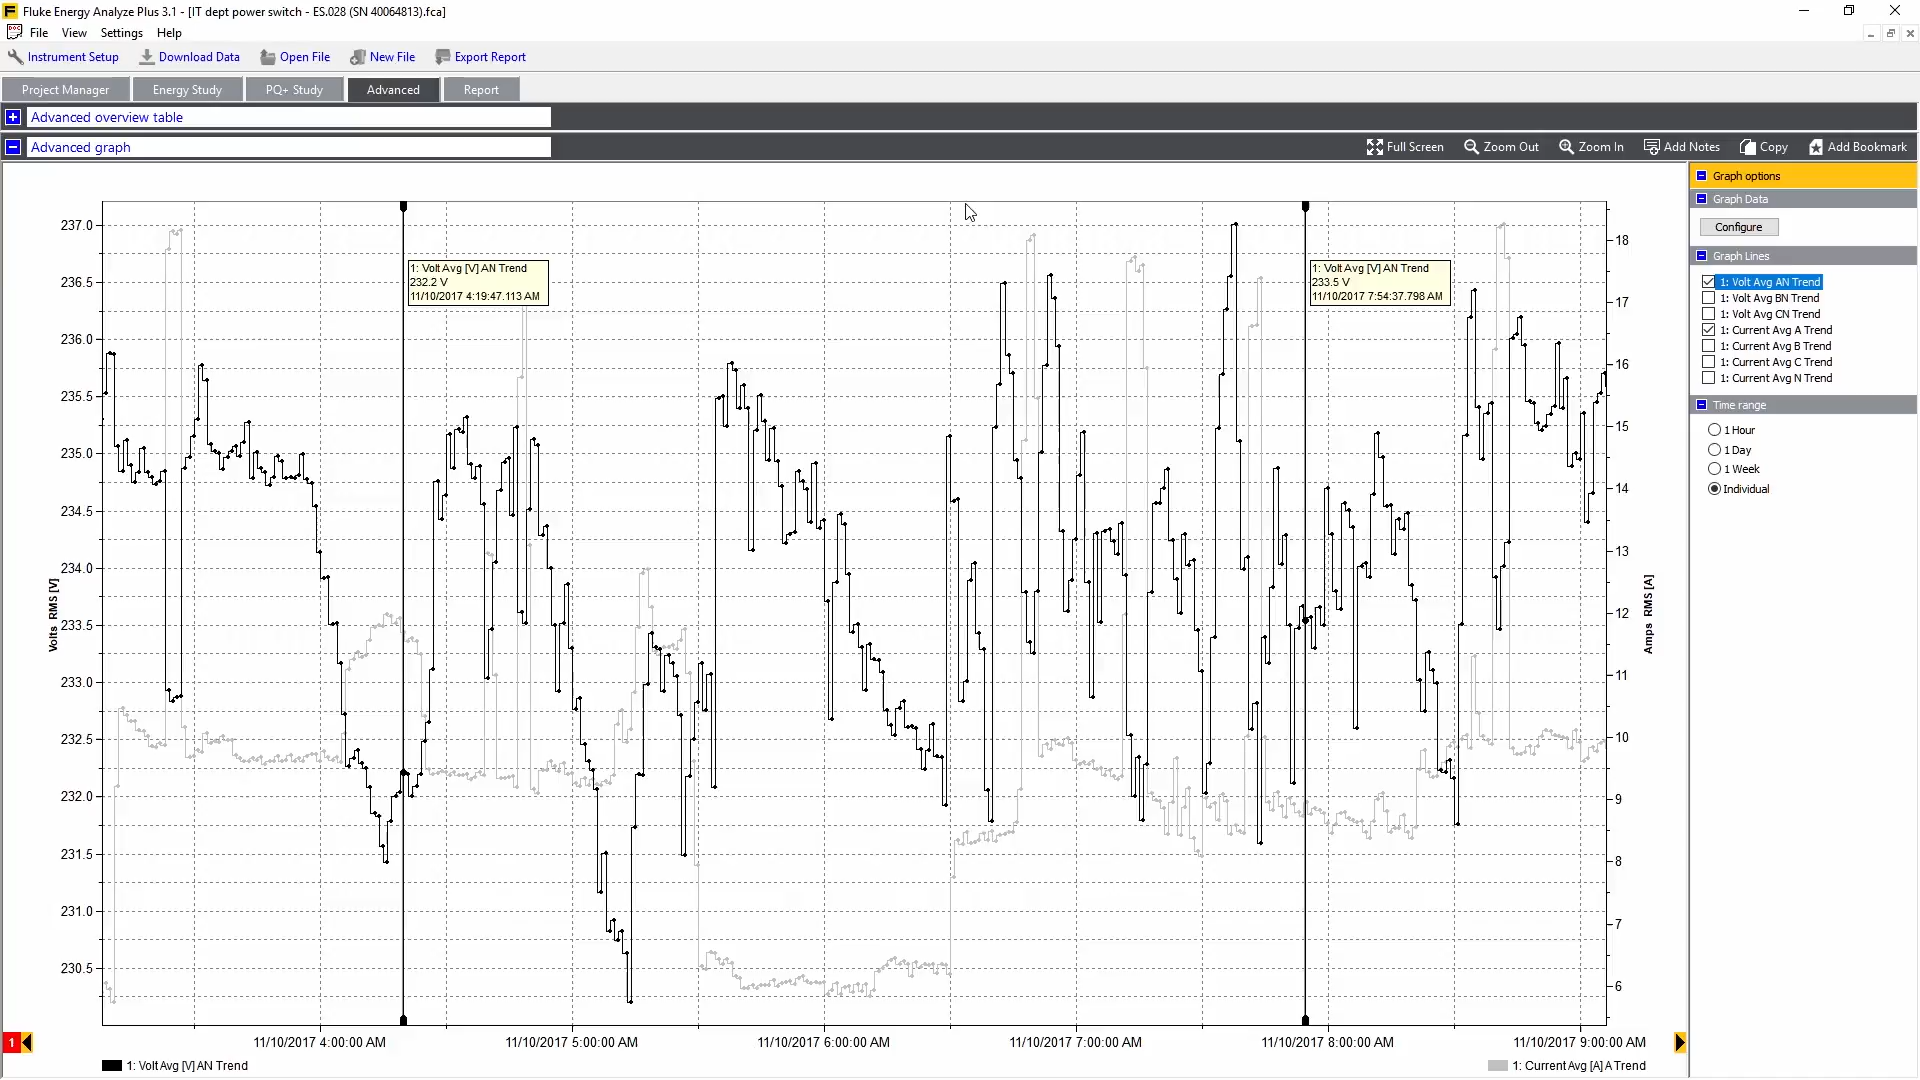 Fluke Energy Analyze Plus 3.1 - [IT dept power switch - ES.028 (SN 40064813).fca]
File View Settings Help
Instrument Setup Download Data Open File New File Export Report
Project Manager Energy Study PQ+ Study Advanced Report
Advanced overview table
Advanced graph
Full Screen Zoom Out Zoom In Add Notes Copy Add Bookmark
Graph options
Graph Data
Configure
Graph Lines
1: Volt Avg AN Trend
1: Volt Avg BN Trend
1: Volt Avg CN Trend
1: Current Avg A Trend
1: Current Avg B Trend
1: Current Avg C Trend
1: Current Avg N Trend
Time range
1 Hour
1 Day
1 Week
Individual
237.0
236.5
236.0
235.5
235.0
234.5
234.0
233.5
233.0
232.5
232.0
231.5
231.0
230.5
Volts RMS [V]
1: Volt Avg [V] AN Trend
232.2 V
11/10/2017 4:19:47.113 AM
1: Volt Avg [V] AN Trend
233.5 V
11/10/2017 7:54:37.798 AM
18
17
16
15
14
13
12
11
10
9
8
7
6
Amps RMS [A]
1
11/10/2017 4:00:00 AM
11/10/2017 5:00:00 AM
11/10/2017 6:00:00 AM
11/10/2017 7:00:00 AM
11/10/2017 8:00:00 AM
11/10/2017 9:00:00 AM
1: Volt Avg [V] AN Trend
1: Current Avg [A] A Trend